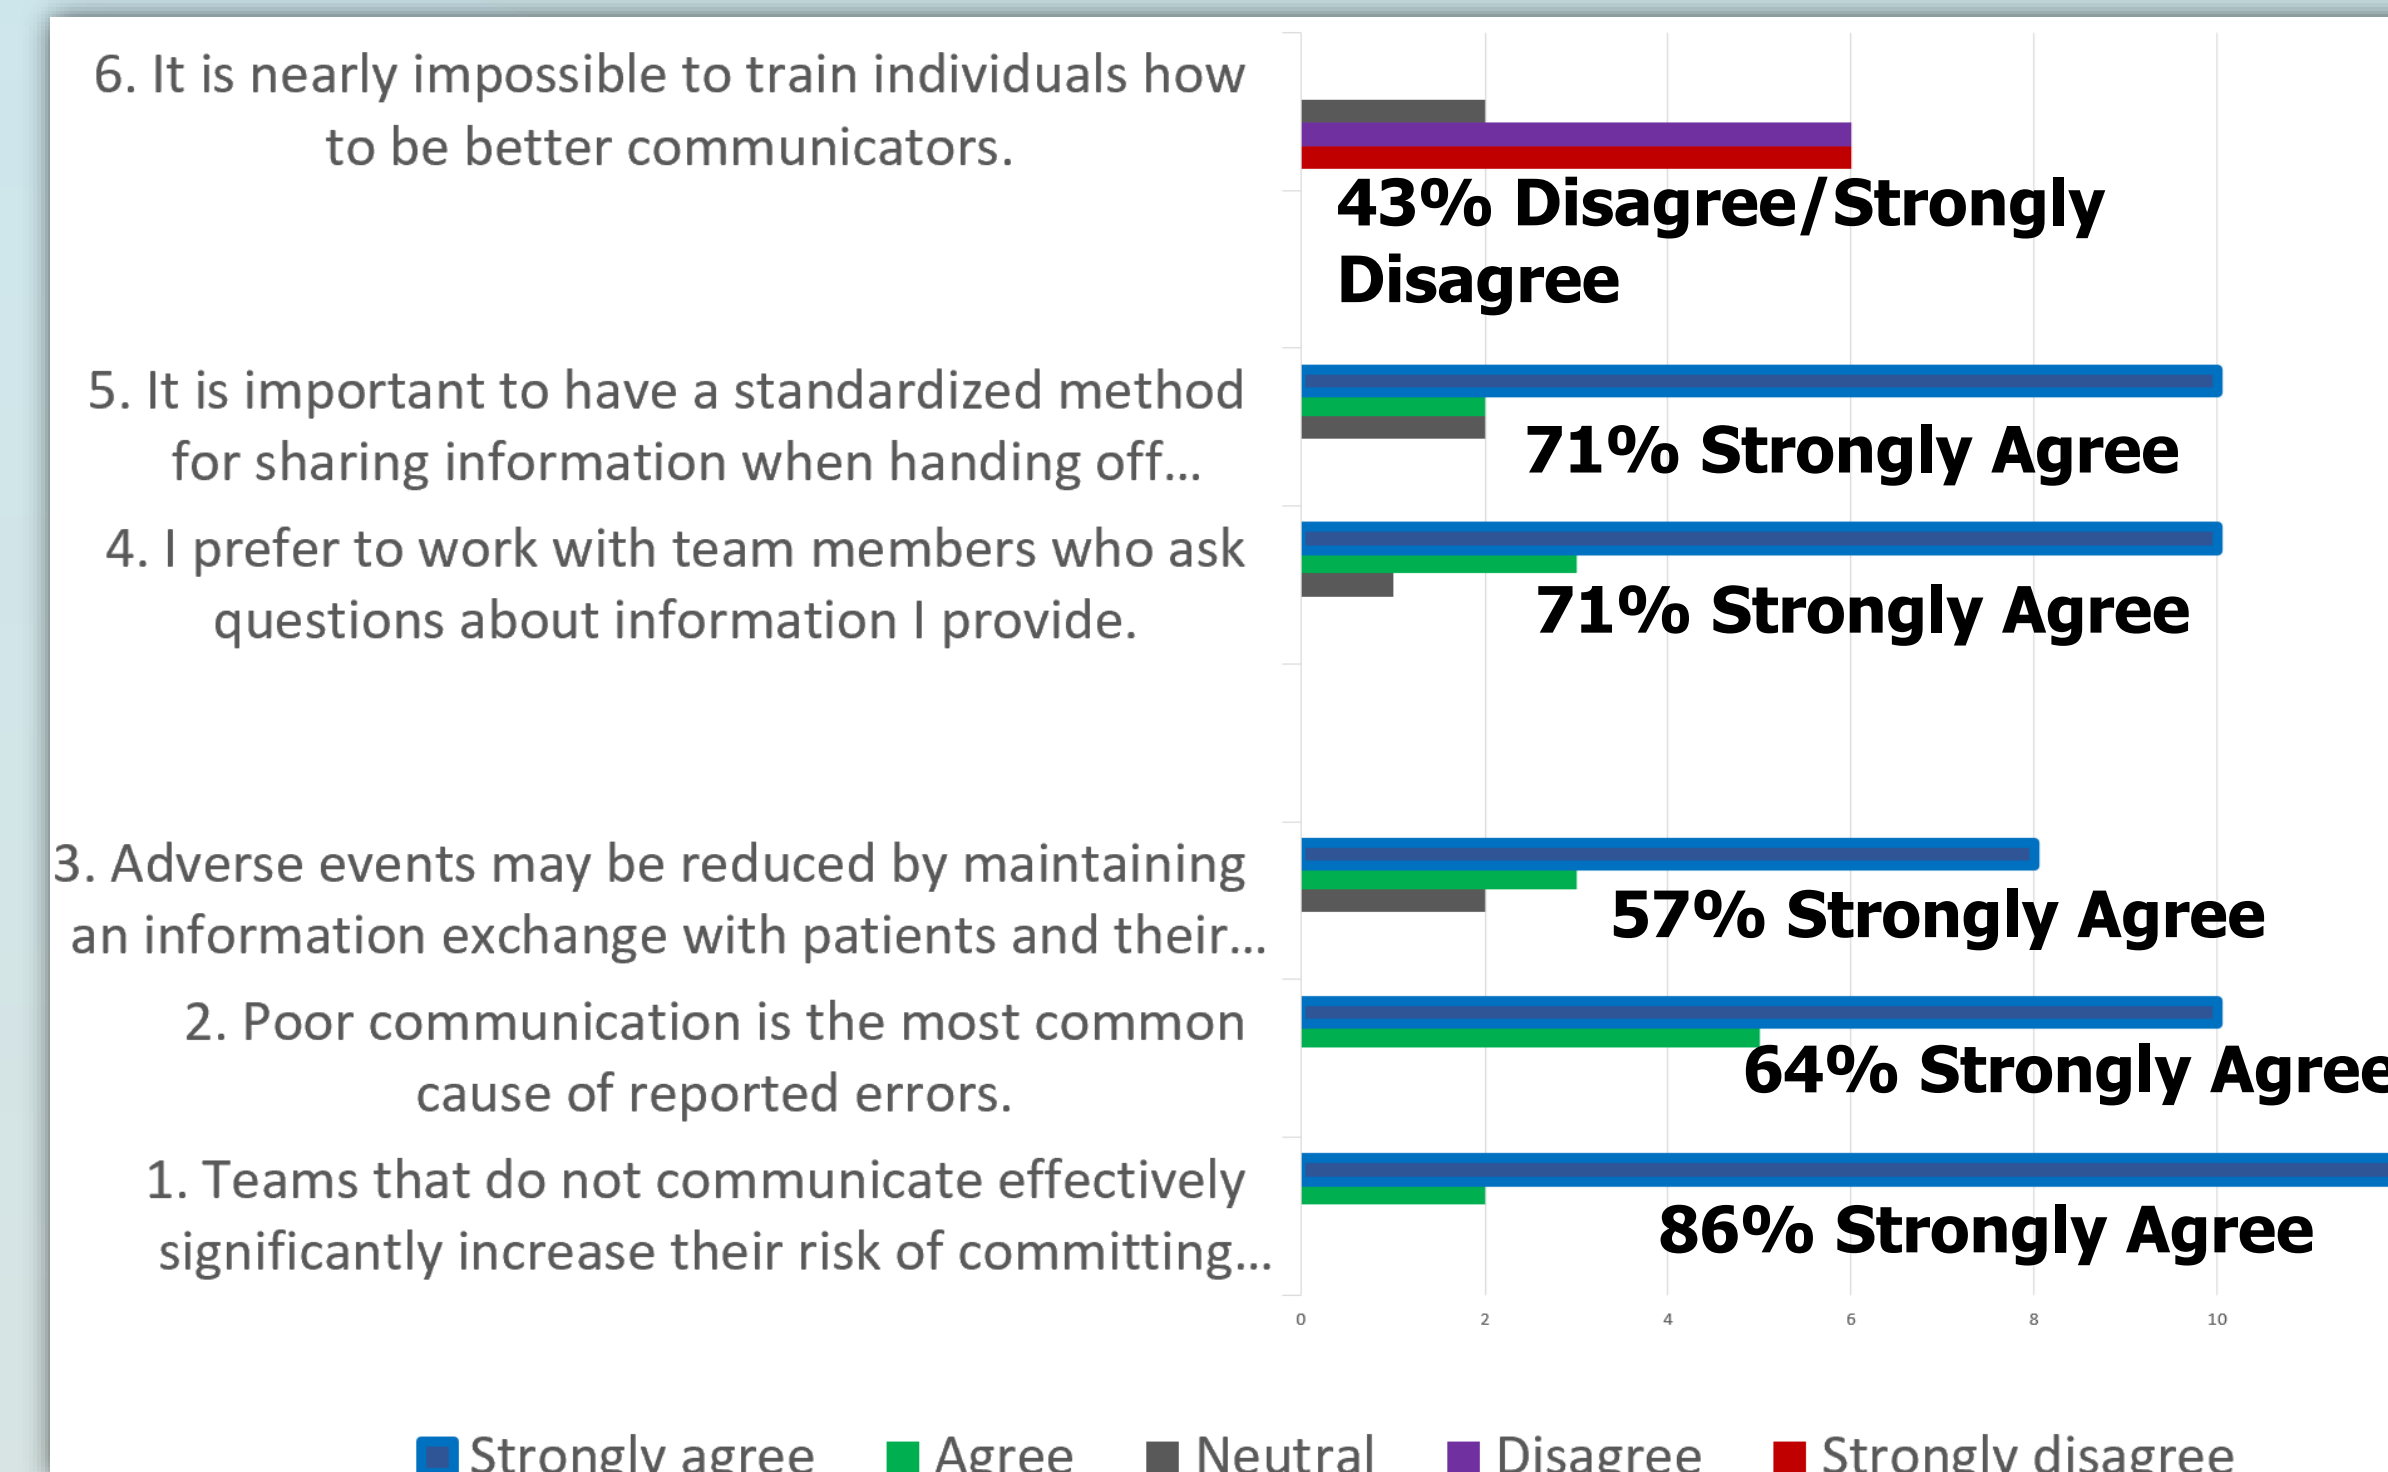 6. It is nearly impossible to train individuals how
to be better communicators.
43% Disagree/Strongly
Disagree
5. It is important to have a standardized method
for sharing information when handing off...
71% Strongly Agree
4. I prefer to work with team members who ask
questions about information I provide.
71% Strongly Agree
3. Adverse events may be reduced by maintaining
an information exchange with patients and their...
57% Strongly Agree
2. Poor communication is the most common
cause of reported errors.
64% Strongly Agree
1. Teams that do not communicate effectively
significantly increase their risk of committing...
86% Strongly Agree
0 2 4 6 8 10
Strongly agree Agree Neutral Disagree Strongly disagree